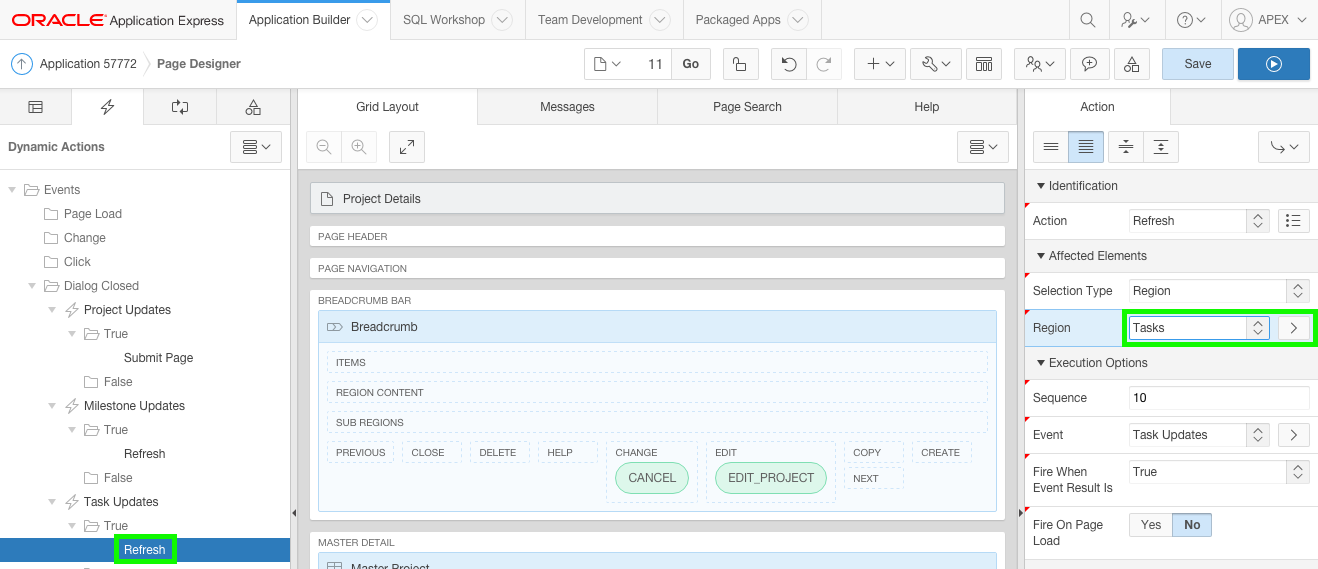 ORACLE Application Express
Application Builder
SQL Workshop
Team Development
Packaged Apps
APEX
Application 57772
Page Designer
11
Go
Save
Dynamic Actions
Events
Page Load
Change
Click
Dialog Closed
Project Updates
True
Submit Page
False
Milestone Updates
True
Refresh
False
Task Updates
True
Refresh
Grid Layout
Messages
Page Search
Help
Project Details
PAGE HEADER
PAGE NAVIGATION
BREADCRUMB BAR
Breadcrumb
ITEMS
REGION CONTENT
SUB REGIONS
PREVIOUS
CLOSE
DELETE
HELP
CHANGE
CANCEL
EDIT
EDIT_PROJECT
COPY
CREATE
NEXT
MASTER DETAIL
Master Project
Action
Identification
Action
Refresh
Affected Elements
Selection Type
Region
Region
Tasks
Execution Options
Sequence
10
Event
Task Updates
Fire When
Event Result Is
True
Fire On Page
Load
Yes
No